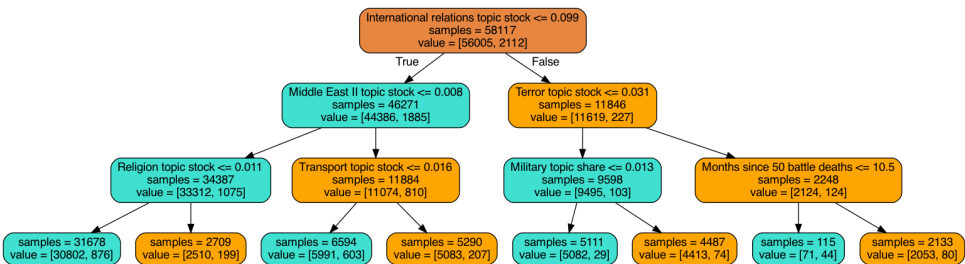 International relations topic stock <= 0.099
samples = 58117
value = [56005, 2112]
True
False
Middle East II topic stock <= 0.008
samples = 46271
value = [44386, 1885]
Terror topic stock <= 0.031
samples = 11846
value = [11619, 227]
Religion topic stock <= 0.011
samples = 34387
value = [33312, 1075]
Transport topic stock <= 0.016
samples = 11884
value = [11074, 810]
Military topic share <= 0.013
samples = 9598
value = [9495, 103]
Months since 50 battle deaths <= 10.5
samples = 2248
value = [2124, 124]
samples = 31678
value = [30802, 876]
samples = 2709
value = [2510, 199]
samples = 6594
value = [5991, 603]
samples = 5290
value = [5083, 207]
samples = 5111
value = [5082, 29]
samples = 4487
value = [4413, 74]
samples = 115
value = [71, 44]
samples = 2133
value = [2053, 80]